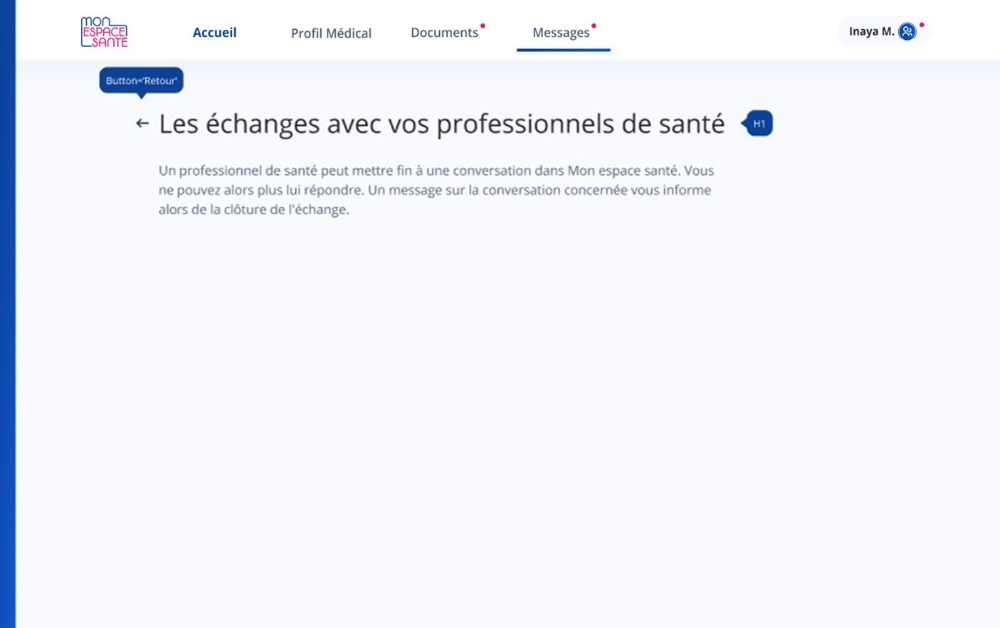 mon
ESPACE
SANTÉ
Accueil
Profil Médical
Documents
Messages
Inaya M.
Button='Retour'
← Les échanges avec vos professionnels de santé
H1
Un professionnel de santé peut mettre fin à une conversation dans Mon espace santé. Vous
ne pouvez alors plus lui répondre. Un message sur la conversation concernée vous informe
alors de la clôture de l'échange.